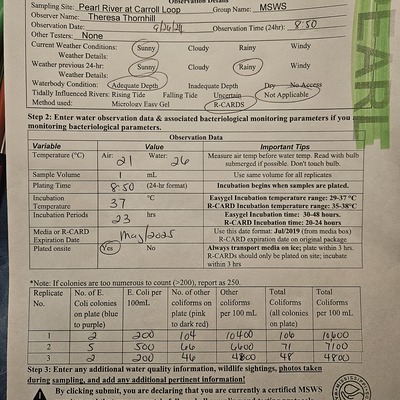 Observation Details
Sampling Site: Pearl River at Carroll Loop Group Name: MSWS
Observer Name: Theresa Thornhill
Observation Date: 9/26/24 Observation Time (24hr): 8:50
Other Testers: None
Current Weather Conditions: Sunny Cloudy Rainy Windy
Weather Details:
Weather previous 24-hr: Sunny Cloudy Rainy Windy
Weather Details:
Waterbody Condition: Adequate Depth Inadequate Depth Dry No Access
Tidally Influenced Rivers: Rising Tide Falling Tide Uncertain Not Applicable
Method used: Micrology Easy Gel R-CARDS
Step 2: Enter water observation data & associated bacteriological monitoring parameters if you are
monitoring bacteriological parameters.
Observation Data
Variable Value Important Tips
Temperature (°C) Air: 21 Water: 26 Measure air temp before water temp. Read with bulb submerged if possible. Don't touch bulb.
Sample Volume 1 mL Use same volume for all replicates
Plating Time 8:50 (24-hr format) Incubation begins when samples are plated.
Incubation Temperature 37 °C Easygel Incubation temperature range: 29-37 °C
R-CARD Incubation temperature range: 35-38°C
Incubation Periods 23 hrs Easygel Incubation time: 30-48 hours.
R-CARD Incubation time: 20-24 hours
Media or R-CARD Expiration Date May/2025 Use this date format: Jul/2019 (from media box)
R-CARD expiration date on original package
Plated onsite Yes No Always transport media on ice; plate within 3 hrs.
RCARDs should only be plated on site; incubate within 3 hrs
*Note: If colonies are too numerous to count (>200), report as 250.
Replicate No. No. of E. Coli colonies on plate (blue to purple) E. Coli per 100mL No. of other coliforms on plate (pink to dark red) Other coliforms per 100 mL Total Coliforms (all colonies on plate) Total Coliforms per 100 mL
1 2 200 104 10400 106 10600
2 5 500 66 6600 71 7100
3 2 200 46 4800 48 4800
Step 3: Enter any additional water quality information, wildlife sightings, photos taken
during sampling, and add any additional pertinent information!
By clicking submit, you are declaring that you are currently a certified MSWS
CLARE